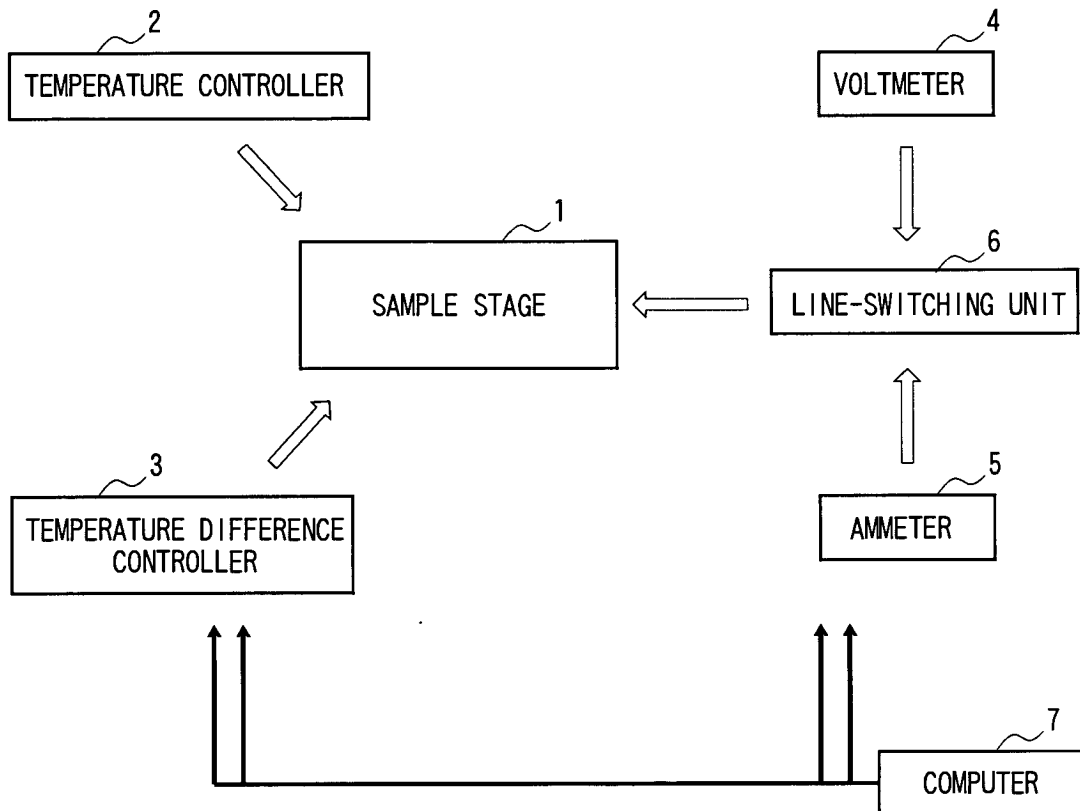 2
TEMPERATURE CONTROLLER
4
VOLTMETER
1
SAMPLE STAGE
6
LINE-SWITCHING UNIT
3
TEMPERATURE DIFFERENCE
CONTROLLER
5
AMMETER
7
COMPUTER